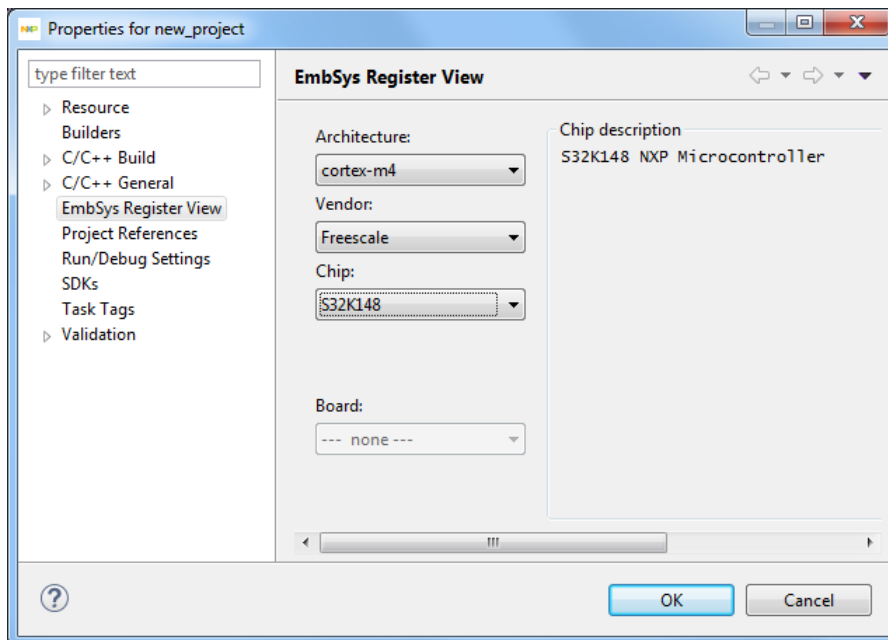 NXP Properties for new_project
type filter text
Resource
Builders
C/C++ Build
C/C++ General
EmbSys Register View
Project References
Run/Debug Settings
SDKs
Task Tags
Validation
EmbSys Register View
Architecture:
cortex-m4
Vendor:
Freescale
Chip:
S32K148
Board:
--- none ---
Chip description
S32K148 NXP Microcontroller
?
OK
Cancel